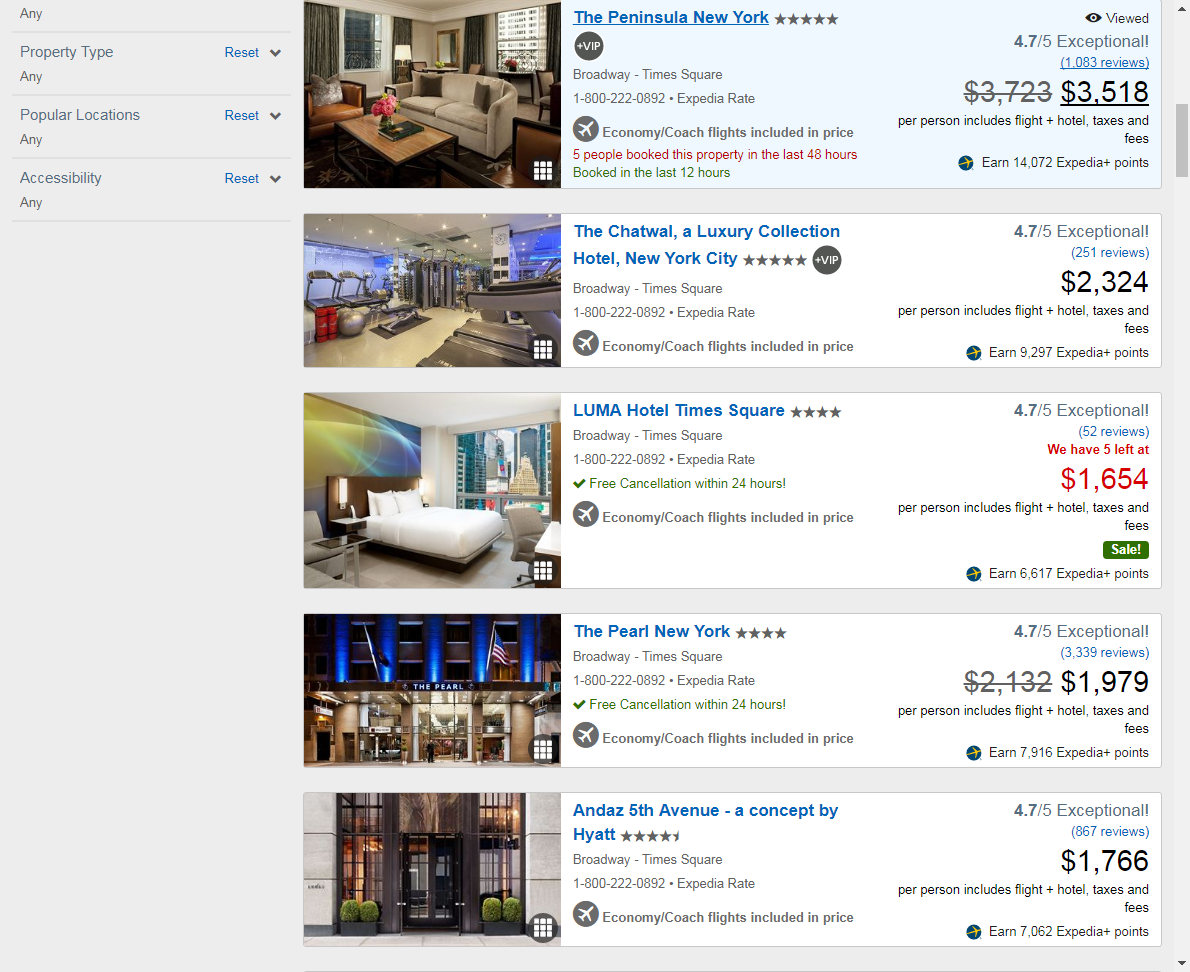 Any
Property Type Reset
Any
Popular Locations Reset
Any
Accessibility Reset
Any
The Peninsula New York
+VIP
Broadway - Times Square
1-800-222-0892 • Expedia Rate
Economy/Coach flights included in price
5 people booked this property in the last 48 hours
Booked in the last 12 hours
Viewed
4.7/5 Exceptional!
(1,083 reviews)
$3,723 $3,518
per person includes flight + hotel, taxes and
fees
Earn 14,072 Expedia+ points
The Chatwal, a Luxury Collection
Hotel, New York City +VIP
Broadway - Times Square
1-800-222-0892 • Expedia Rate
Economy/Coach flights included in price
4.7/5 Exceptional!
(251 reviews)
$2,324
per person includes flight + hotel, taxes and
fees
Earn 9,297 Expedia+ points
LUMA Hotel Times Square
Broadway - Times Square
1-800-222-0892 • Expedia Rate
Free Cancellation within 24 hours!
Economy/Coach flights included in price
4.7/5 Exceptional!
(52 reviews)
We have 5 left at
$1,654
per person includes flight + hotel, taxes and
fees
Sale!
Earn 6,617 Expedia+ points
THE PEARL
The Pearl New York
Broadway - Times Square
1-800-222-0892 • Expedia Rate
Free Cancellation within 24 hours!
Economy/Coach flights included in price
4.7/5 Exceptional!
(3,339 reviews)
$2,132 $1,979
per person includes flight + hotel, taxes and
fees
Earn 7,916 Expedia+ points
Andaz 5th Avenue - a concept by
Hyatt
Broadway - Times Square
1-800-222-0892 • Expedia Rate
Economy/Coach flights included in price
4.7/5 Exceptional!
(867 reviews)
$1,766
per person includes flight + hotel, taxes and
fees
Earn 7,062 Expedia+ points